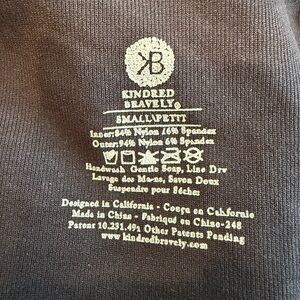 KB
KINDRED
BRAVELY®
SMALL\PETIT
Inner:84% Nylon 16% Spandex
Outer:94% Nylon 6% Spandex
Handwash Gentle Soap, Line Dry
Lavage des Mains, Savon Doux
Suspendre pour Sécher
Designed in California - Conçu en Californie
Made in China - Fabriqué en Chine-248
Patent 10,231,491 Other Patents Pending
www.kindredbravely.com